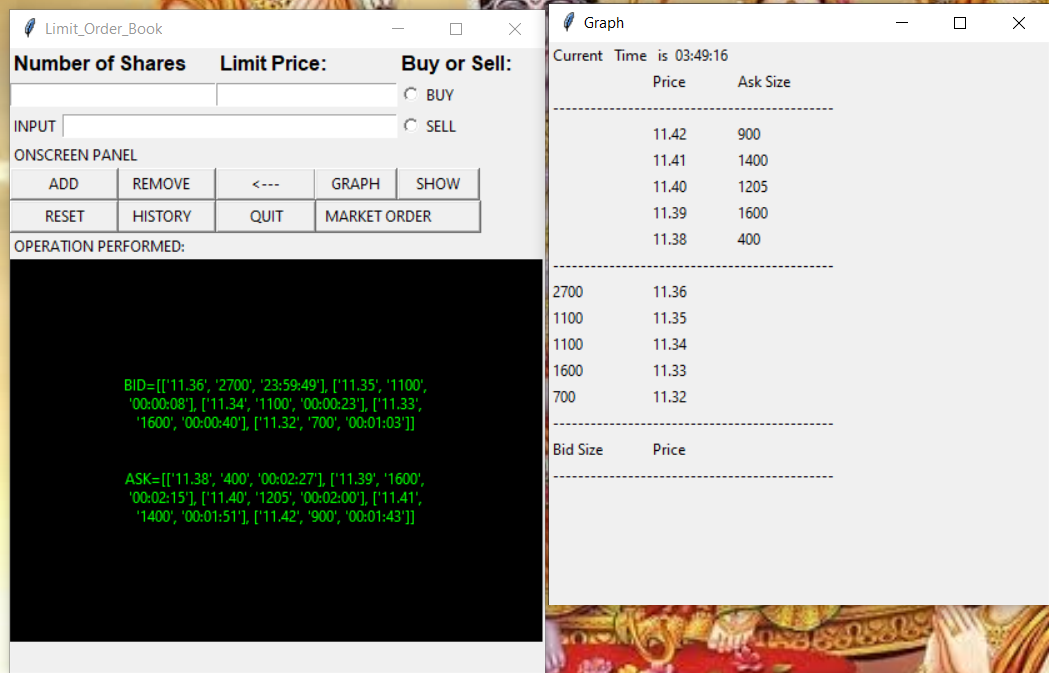 Limit_Order_Book
Number of Shares Limit Price: Buy or Sell:
BUY
INPUT SELL
ONSCREEN PANEL
ADD REMOVE <--- GRAPH SHOW
RESET HISTORY QUIT MARKET ORDER
OPERATION PERFORMED:
BID=[['11.36', '2700', '23:59:49'], ['11.35', '1100',
'00:00:08'], ['11.34', '1100', '00:00:23'], ['11.33',
'1600', '00:00:40'], ['11.32', '700', '00:01:03']]
ASK=[['11.38', '400', '00:02:27'], ['11.39', '1600',
'00:02:15'], ['11.40', '1205', '00:02:00'], ['11.41',
'1400', '00:01:51'], ['11.42', '900', '00:01:43']]
Graph
Current Time is 03:49:16
Price Ask Size
---------------------------------------------
11.42 900
11.41 1400
11.40 1205
11.39 1600
11.38 400
---------------------------------------------
2700 11.36
1100 11.35
1100 11.34
1600 11.33
700 11.32
---------------------------------------------
Bid Size Price
---------------------------------------------